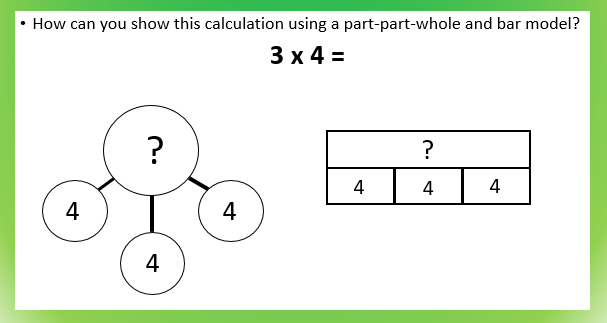 • How can you show this calculation using a part-part-whole and bar model?
3 x 4 =
?
4
4
4
?
4 4 4